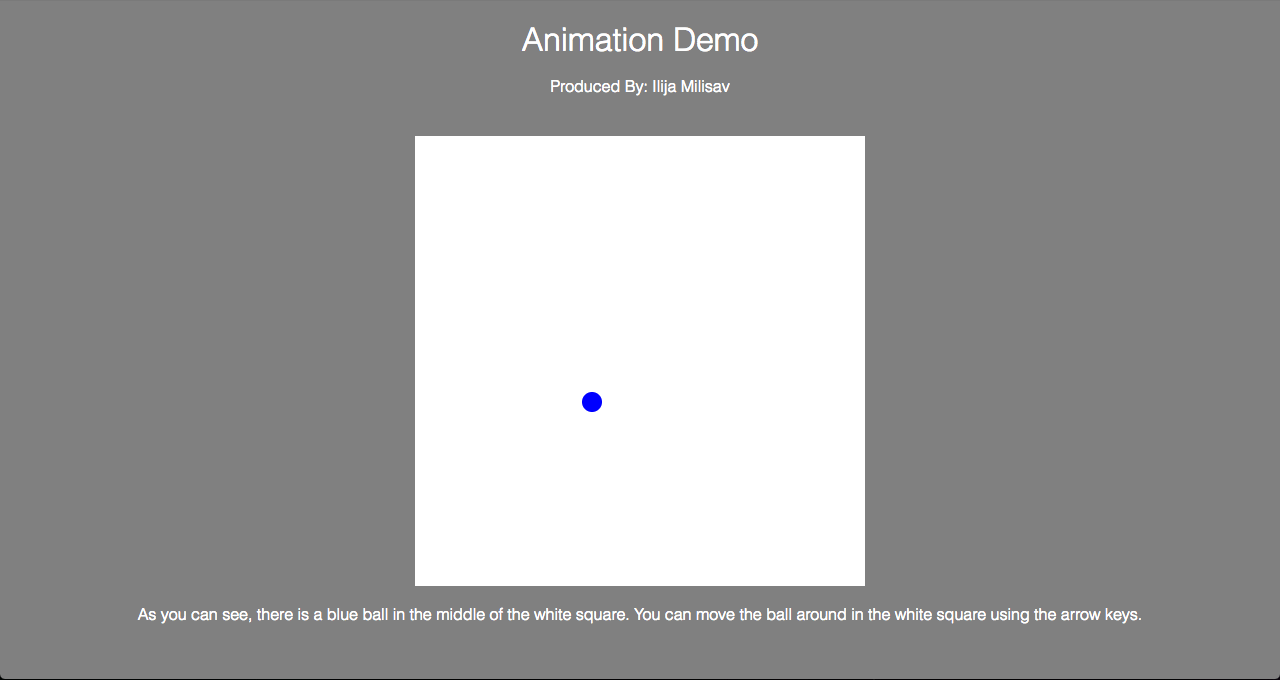 Animation Demo
Produced By: Ilija Milisav
As you can see, there is a blue ball in the middle of the white square. You can move the ball around in the white square using the arrow keys.